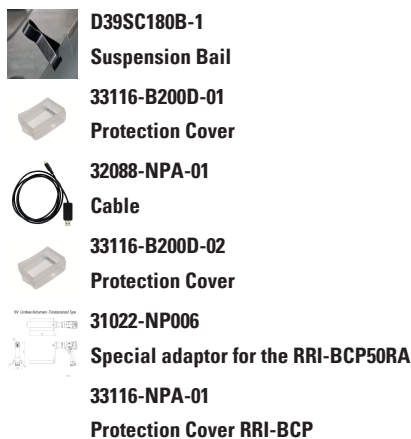 D39SC180B-1
Suspension Bail
33116-B200D-01
Protection Cover
32088-NPA-01
Cable
33116-B200D-02
Protection Cover
31022-NP006
Special adaptor for the RRI-BCP50RA
33116-NPA-01
Protection Cover RRI-BCP